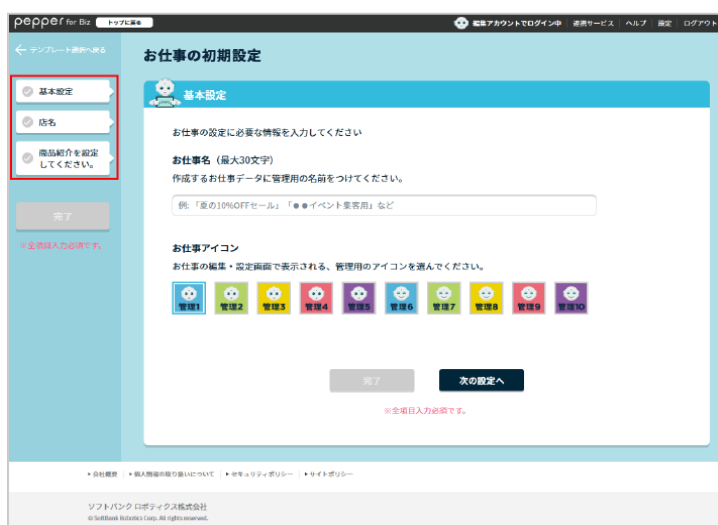 pepper for Biz トップに戻る
編集アカウントでログイン中 連携サービス ヘルプ 設定 ログアウト
← テンプレート選択へ戻る
お仕事の初期設定
基本設定
店名
商品紹介を設定
してください。
完了
※全項目入力必須です。
基本設定
お仕事の設定に必要な情報を入力してください
お仕事名（最大30文字）
作成するお仕事データに管理用の名前をつけてください。
例:「夏の10%OFFセール」「●●イベント集客用」など
お仕事アイコン
お仕事の編集・設定画面で表示される、管理用のアイコンを選んでください。
管理1 管理2 管理3 管理4 管理5 管理6 管理7 管理8 管理9 管理10
完了 次の設定へ
※全項目入力必須です。
▶会社概要 ▶個人情報の取り扱いについて ▶セキュリティポリシー ▶サイトポリシー
ソフトバンク ロボティクス株式会社
© SoftBank Robotics Corp. All rights reserved.